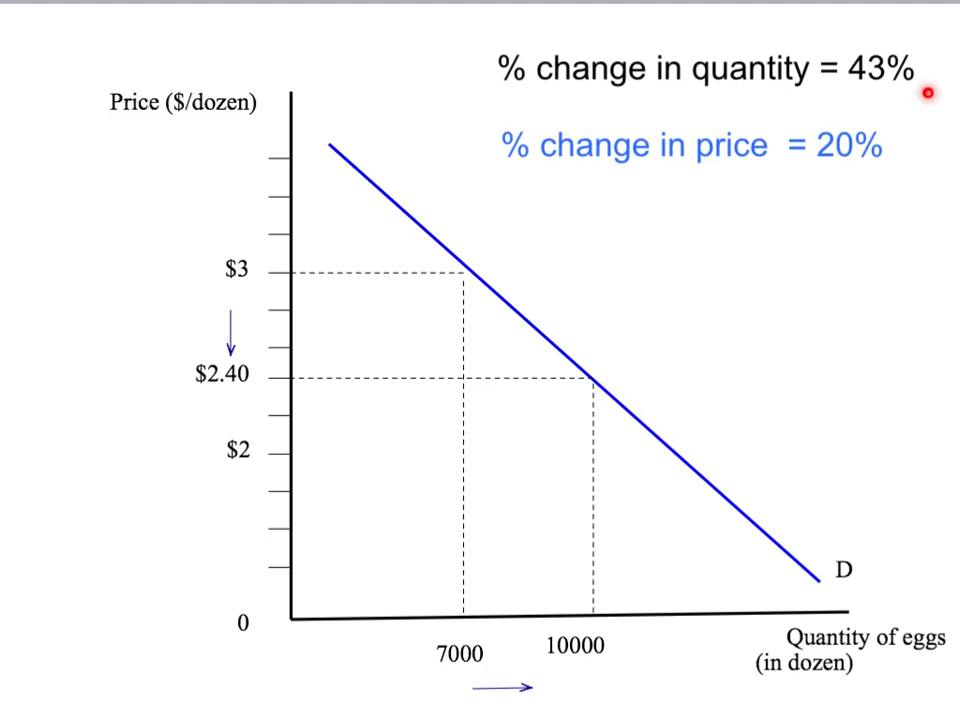 % change in quantity = 43%
Price ($/dozen)
% change in price = 20%
$3
$2.40
$2
D
0
7000
10000
Quantity of eggs
(in dozen)